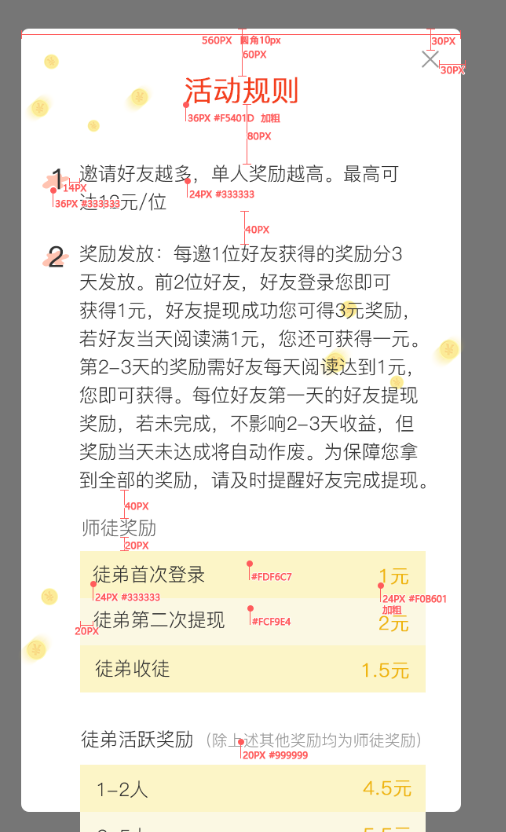 560PX 圆角10px
30PX
60PX
30PX
活动规则
36PX #F5401D 加粗
80PX
1 邀请好友越多，单人奖励越高。最高可
14PX
24PX #333333
36PX #333333
元/位
40PX
2 奖励发放：每邀1位好友获得的奖励分3
天发放。前2位好友，好友登录您即可
获得1元，好友提现成功您可得3元奖励，
若好友当天阅读满1元，您还可获得一元。
第2-3天的奖励需好友每天阅读达到1元，
您即可获得。每位好友第一天的好友提现
奖励，若未完成，不影响2-3天收益，但
奖励当天未达成将自动作废。为保障您拿
到全部的奖励，请及时提醒好友完成提现。
40PX
师徒奖励
20PX
徒弟首次登录 1元
#FDF6C7
24PX #333333
24PX #F0B601
加粗
徒弟第二次提现 2元
#FCF9E4
20PX
徒弟收徒 1.5元
徒弟活跃奖励（除上述其他奖励均为师徒奖励）
20PX #999999
1-2人 4.5元